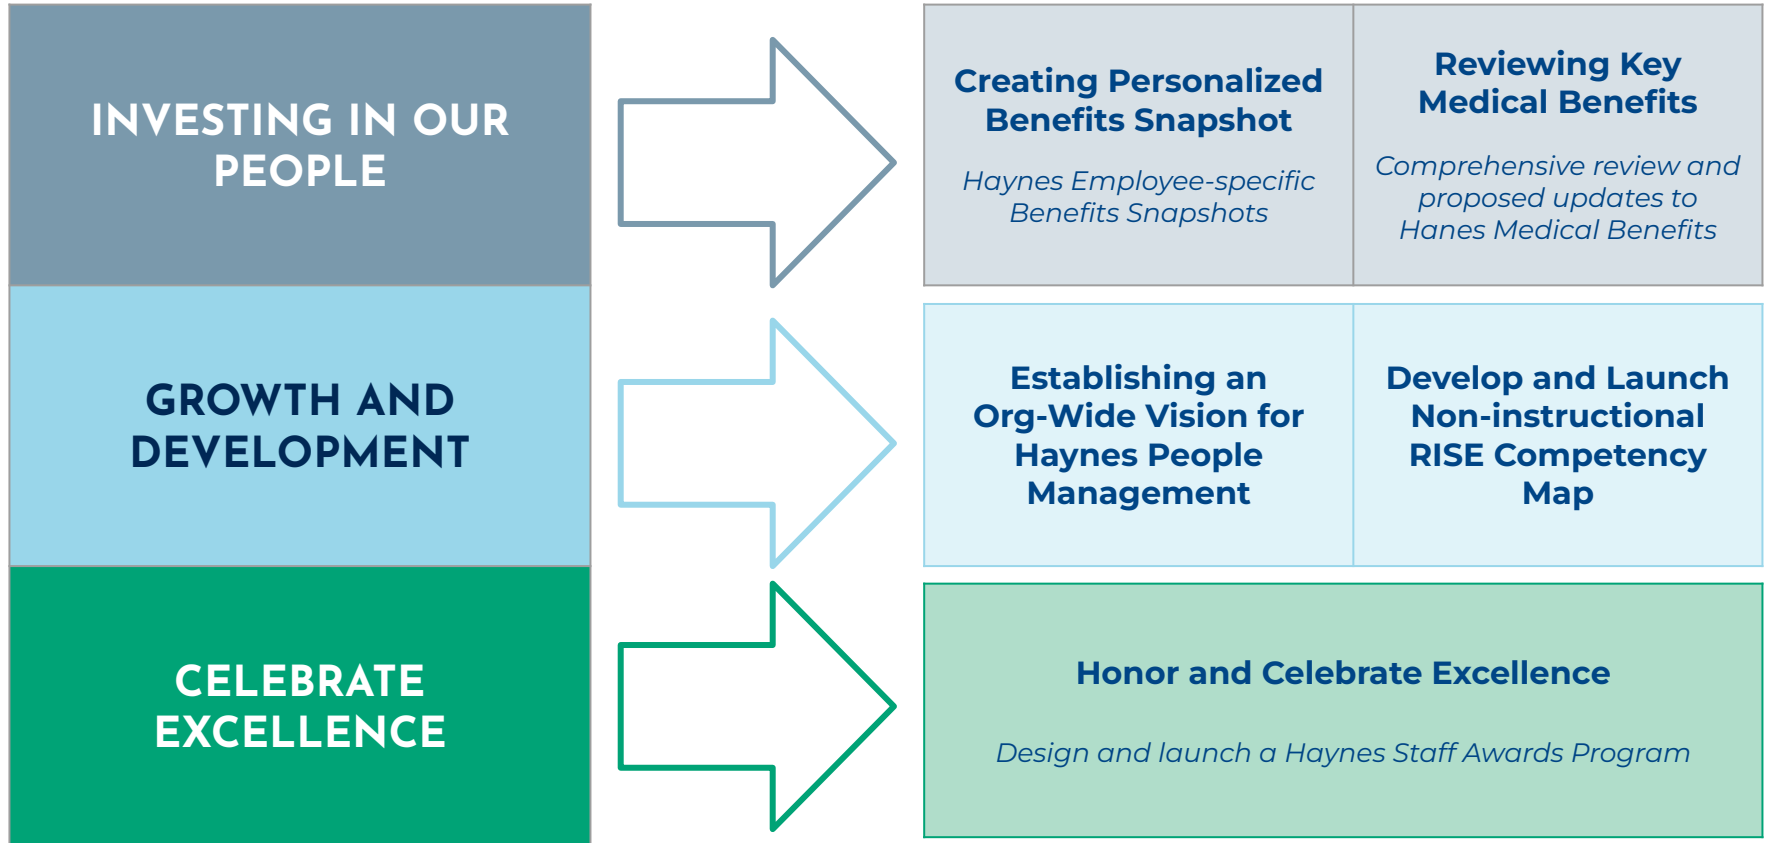 INVESTING IN OUR
PEOPLE
Creating Personalized
Benefits Snapshot
Haynes Employee-specific
Benefits Snapshots
Reviewing Key
Medical Benefits
Comprehensive review and
proposed updates to
Hanes Medical Benefits
GROWTH AND
DEVELOPMENT
Establishing an
Org-Wide Vision for
Haynes People
Management
Develop and Launch
Non-instructional
RISE Competency
Map
CELEBRATE
EXCELLENCE
Honor and Celebrate Excellence
Design and launch a Haynes Staff Awards Program